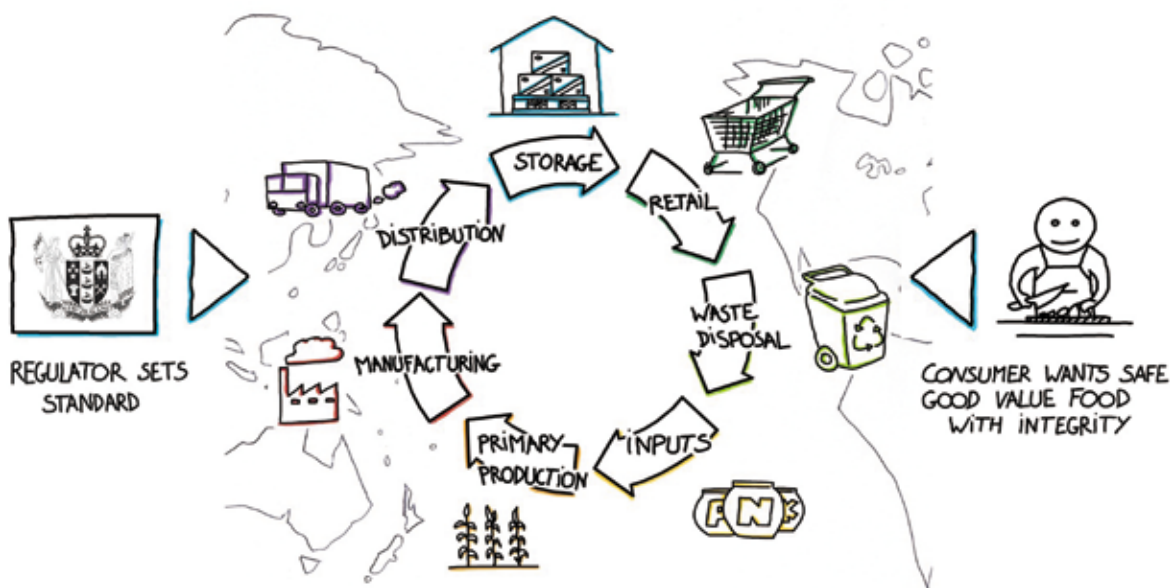 STORAGE
RETAIL
DISTRIBUTION
WASTE
DISPOSAL
MANUFACTURING
REGULATOR SETS
STANDARD
CONSUMER WANTS SAFE
GOOD VALUE FOOD
WITH INTEGRITY
PRIMARY
PRODUCTION
INPUTS
P N K